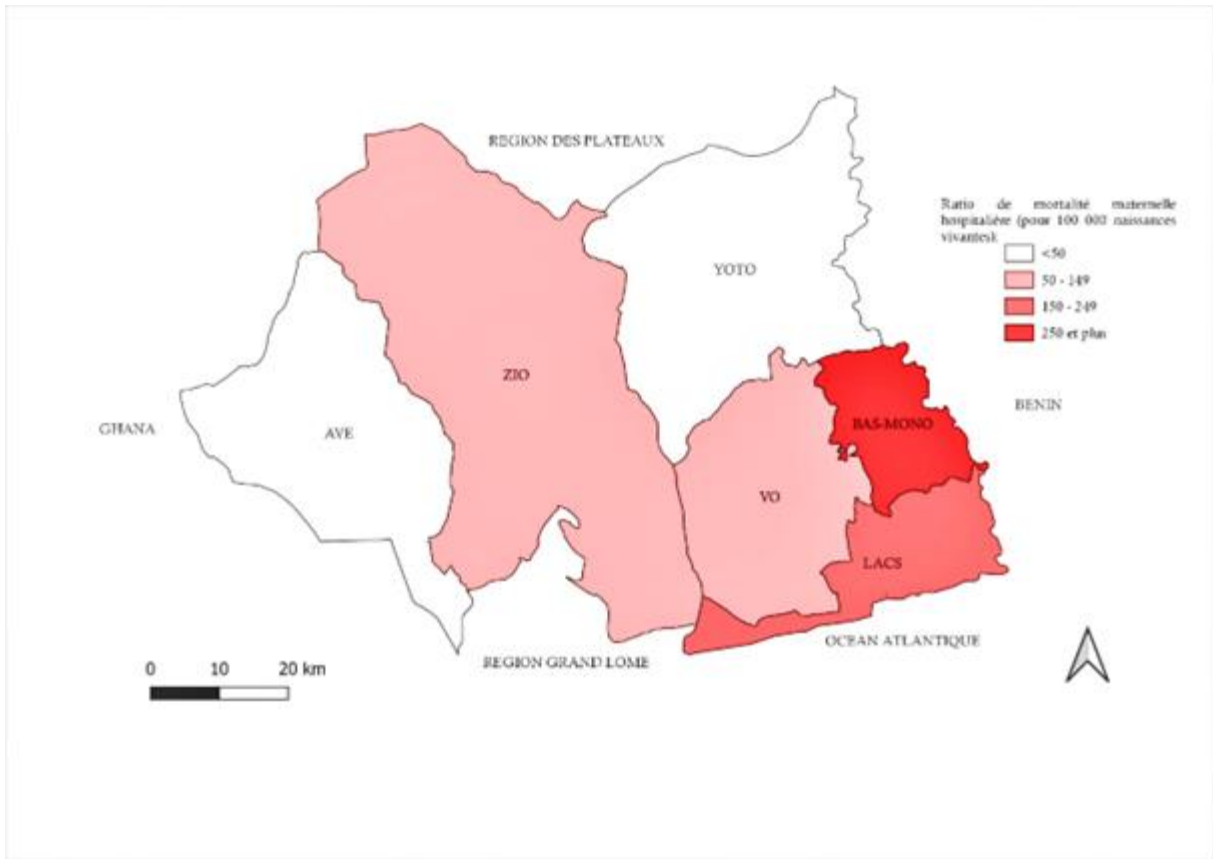 REGION DES PLATEAUX
Ratio de mortalité maternelle
hospitalière (pour 100 000 naissances
vivantes):
<50
50 - 149
150 - 249
250 et plus
YOTO
ZIO
BENIN
GHANA
AVE
BAS-MONO
VO
LACS
OCEAN ATLANTIQUE
REGION GRAND LOME
0 10 20 km